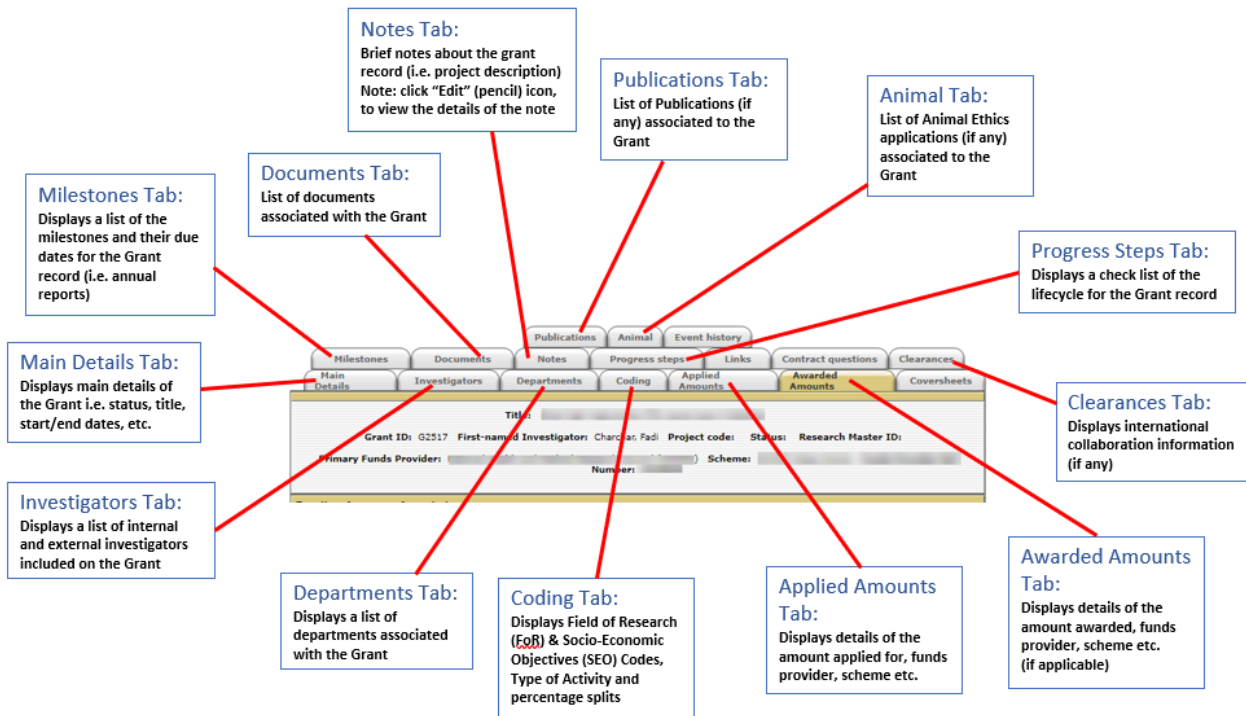 Notes Tab:
Brief notes about the grant
record (i.e. project description)
Note: click “Edit” (pencil) icon,
to view the details of the note
Publications Tab:
List of Publications (if
any) associated to the
Grant
Animal Tab:
List of Animal Ethics
applications (if any)
associated to the
Grant
Documents Tab:
List of documents
associated with the Grant
Milestones Tab:
Displays a list of the
milestones and their due
dates for the Grant
record (i.e. annual
reports)
Progress Steps Tab:
Displays a check list of the
lifecycle for the Grant record
Main Details Tab:
Displays main details of
the Grant i.e. status, title,
start/end dates, etc.
Publications Animal Event history
Milestones Documents Notes Progress steps Links Contract questions Clearances
Main
Details Investigators Departments Coding Applied
Amounts Awarded
Amounts Coversheets
Title:
Grant ID: G2517 First-named Investigator: Charchar, Fadi Project code: Status: Research Master ID:
Primary Funds Provider: ) Scheme:
Number:
Clearances Tab:
Displays international
collaboration information
(if any)
Investigators Tab:
Displays a list of internal
and external investigators
included on the Grant
Departments Tab:
Displays a list of
departments associated
with the Grant
Coding Tab:
Displays Field of Research
(FoR) & Socio-Economic
Objectives (SEO) Codes,
Type of Activity and
percentage splits
Applied Amounts
Tab:
Displays details of the
amount applied for, funds
provider, scheme etc.
Awarded Amounts
Tab:
Displays details of the
amount awarded, funds
provider, scheme etc.
(if applicable)